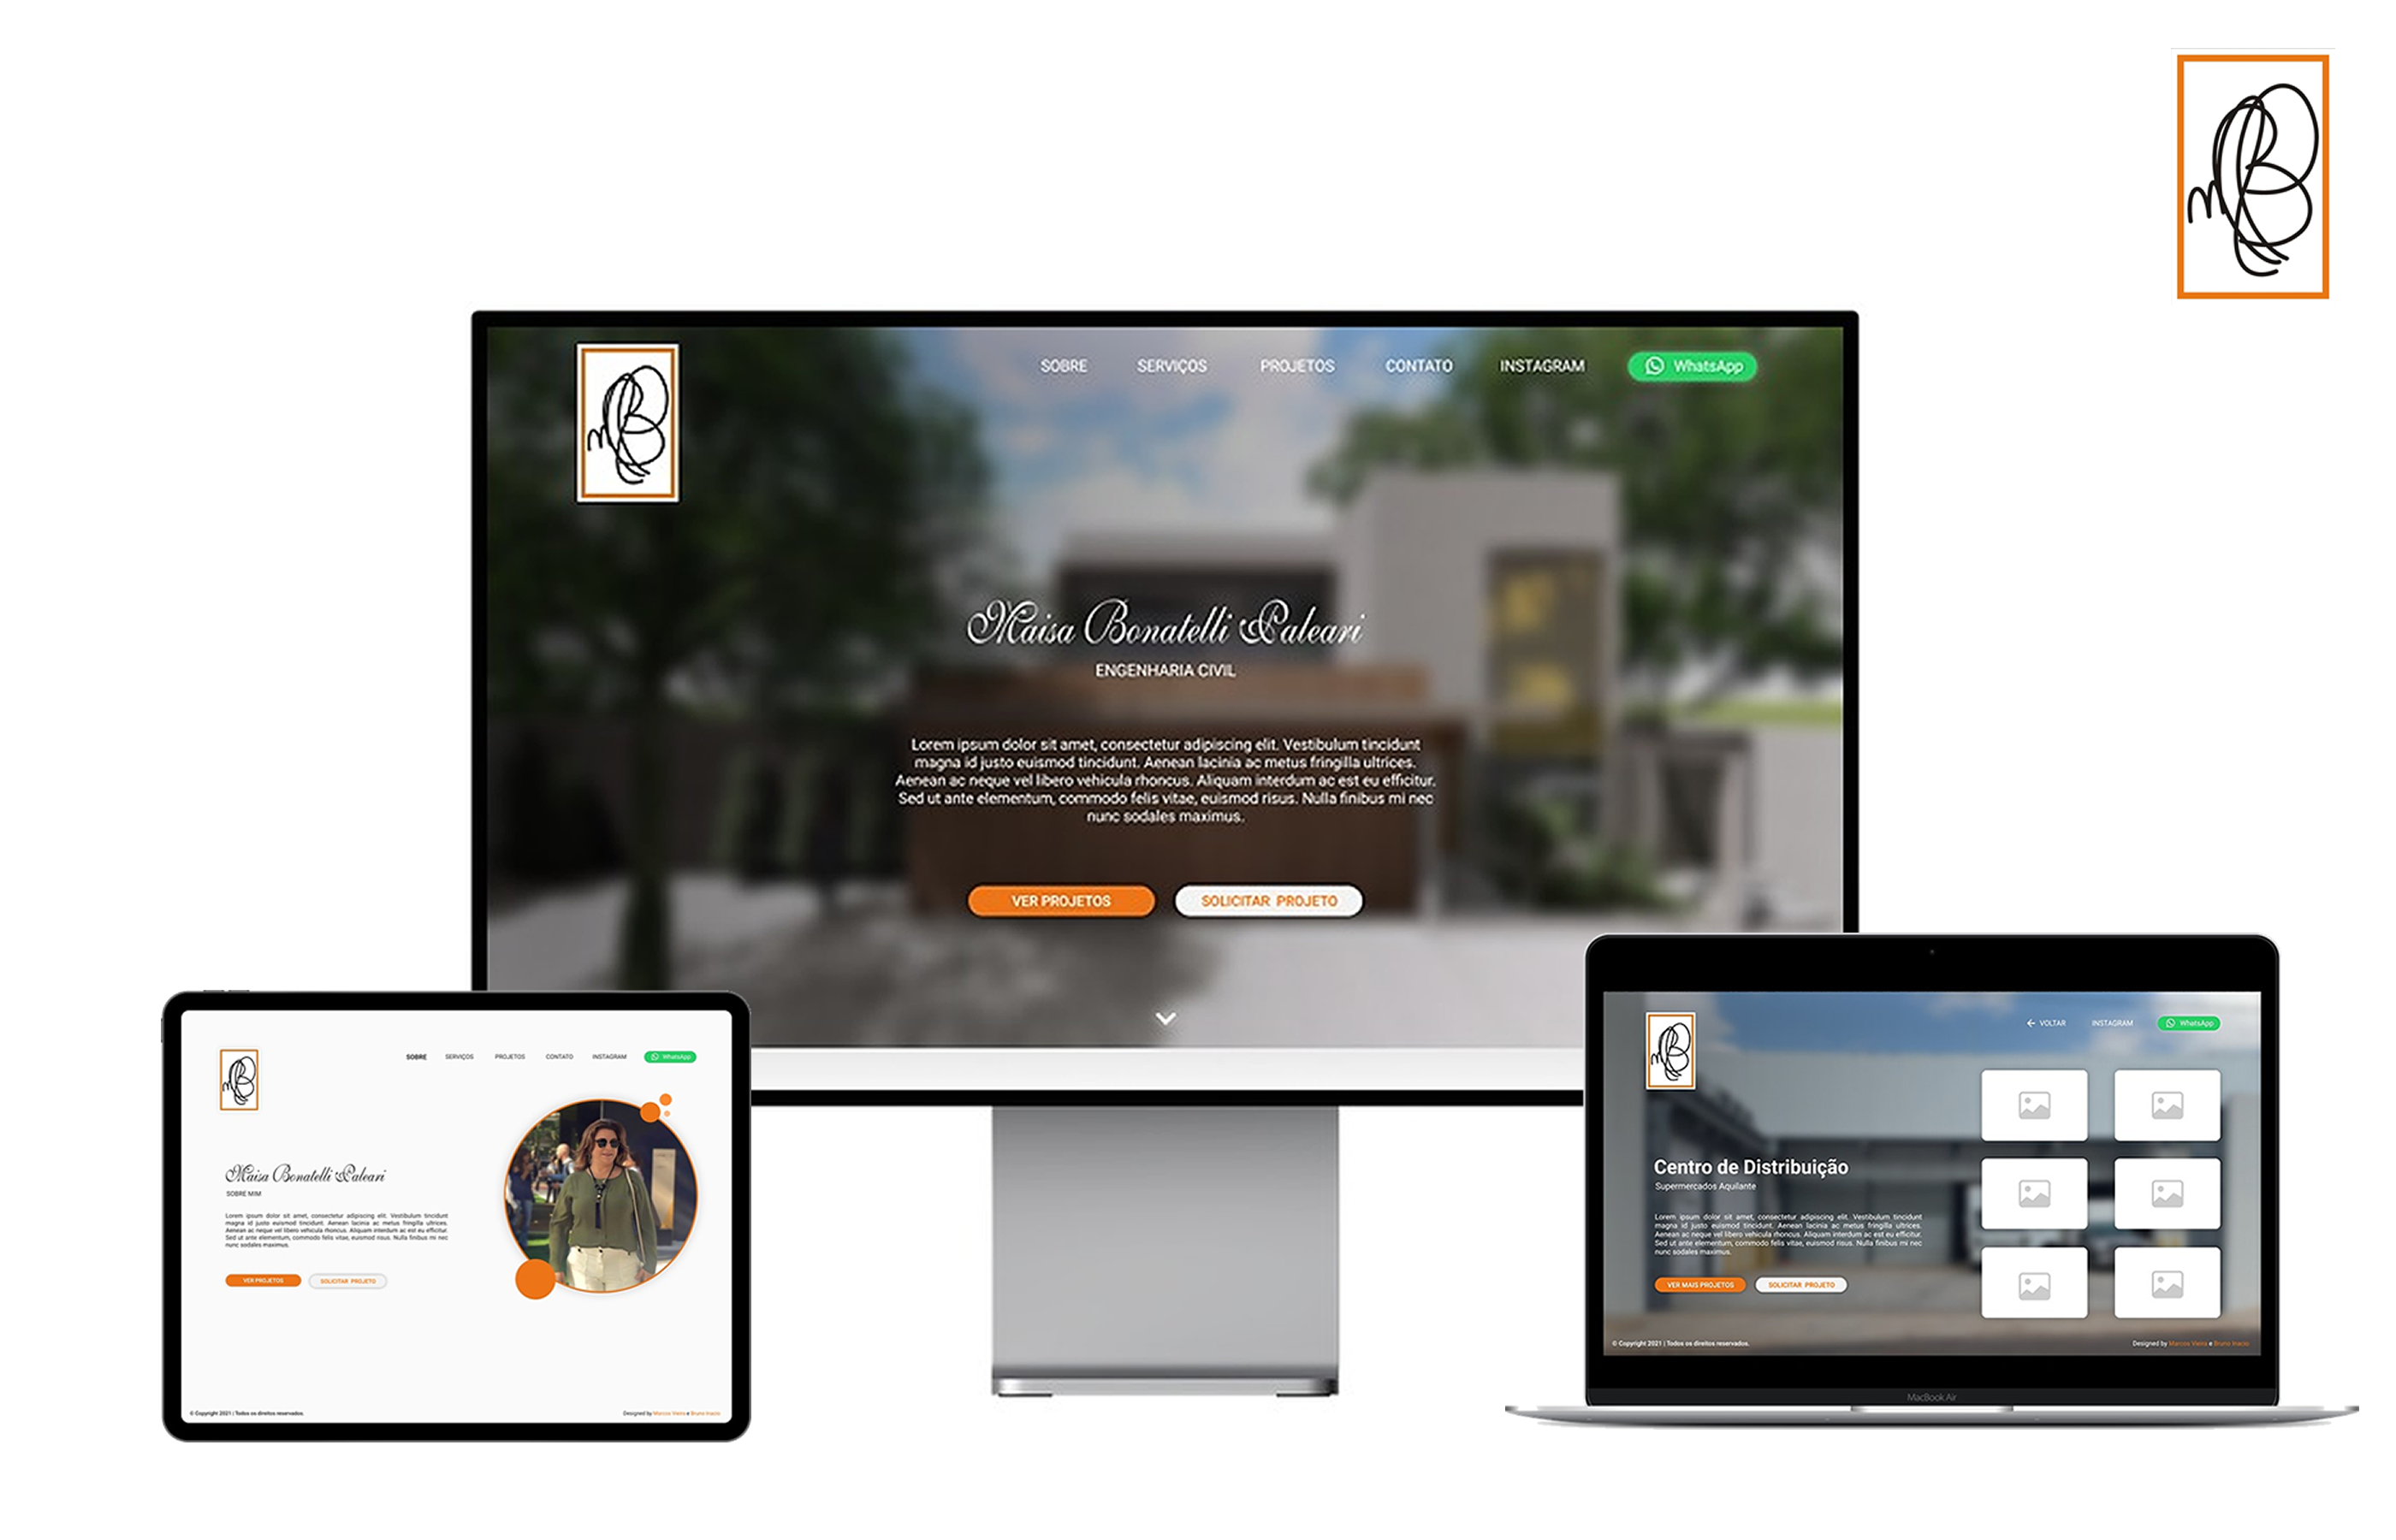 mB
SOBRE SERVIÇOS PROJETOS CONTATO INSTAGRAM WhatsApp
mB
Maisa Bonatelli Paleari
ENGENHARIA CIVIL
Lorem ipsum dolor sit amet, consectetur adipiscing elit. Vestibulum tincidunt
magna id justo euismod tincidunt. Aenean lacinia ac metus fringilla ultrices.
Aenean ac neque vel libero vehicula rhoncus. Aliquam interdum ac est eu efficitur.
Sed ut ante elementum, commodo felis vitae, euismod risus. Nulla finibus mi nec
nunc sodales maximus.
VER PROJETOS SOLICITAR PROJETO
mB
SOBRE SERVIÇOS PROJETOS CONTATO INSTAGRAM WhatsApp
Maisa Bonatelli Paleari
SOBRE MIM
Lorem ipsum dolor sit amet, consectetur adipiscing elit. Vestibulum tincidunt
magna id justo euismod tincidunt. Aenean lacinia ac metus fringilla ultrices.
Aenean ac neque vel libero vehicula rhoncus. Aliquam interdum ac est eu efficitur.
Sed ut ante elementum, commodo felis vitae, euismod risus. Nulla finibus mi nec
nunc sodales maximus.
VER PROJETOS SOLICITAR PROJETO
© Copyright 2021 | Todos os direitos reservados. Designed by Marcos Vieira e Bruno Inacio
mB
VOLTAR INSTAGRAM WhatsApp
Centro de Distribuição
Supermercados Aquilante
Lorem ipsum dolor sit amet, consectetur adipiscing elit. Vestibulum tincidunt
magna id justo euismod tincidunt. Aenean lacinia ac metus fringilla ultrices.
Aenean ac neque vel libero vehicula rhoncus. Aliquam interdum ac est eu efficitur.
Sed ut ante elementum, commodo felis vitae, euismod risus. Nulla finibus mi nec
nunc sodales maximus.
VER MAIS PROJETOS SOLICITAR PROJETO
© Copyright 2021 | Todos os direitos reservados. Designed by Marcos Vieira e Bruno Inacio
MacBook Air